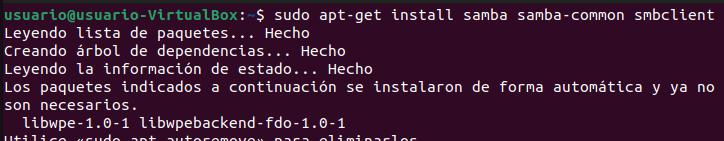 usuario@usuario-VirtualBox:~$ sudo apt-get install samba samba-common smbclient
Leyendo lista de paquetes... Hecho
Creando árbol de dependencias... Hecho
Leyendo la información de estado... Hecho
Los paquetes indicados a continuación se instalaron de forma automática y ya no
son necesarios.
  libwpe-1.0-1 libwpebackend-fdo-1.0-1
Utilice «sudo apt autoremove» para eliminarlos.